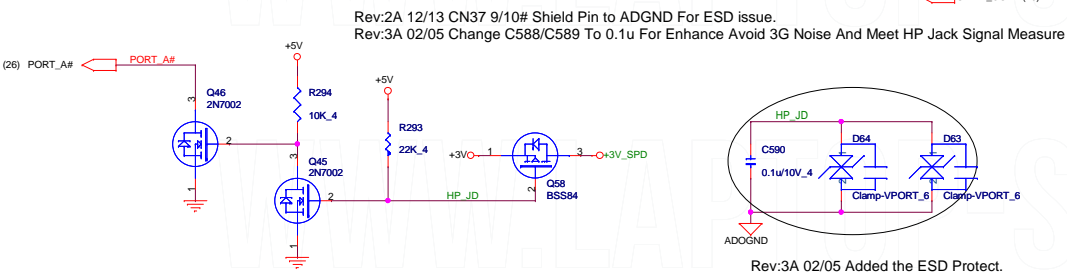 Rev:2A 12/13 CN37 9/10# Shield Pin to ADGND For ESD issue.
Rev:3A 02/05 Change C588/C589 To 0.1u For Enhance Avoid 3G Noise And Meet HP Jack Signal Measure
(26) PORT_A#
PORT_A#
+5V
Q46
2N7002
3
2
1
R294
10K_4
+5V
R293
22K_4
Q45
2N7002
3
2
1
HP_JD
+3V
1
3
+3V_SPD
2
Q58
BSS84
HP_JD
C590
0.1u/10V_4
D64
1
2
Clamp-VPORT_6
D63
1
2
Clamp-VPORT_6
ADOGND
Rev:3A 02/05 Added the ESD Protect.